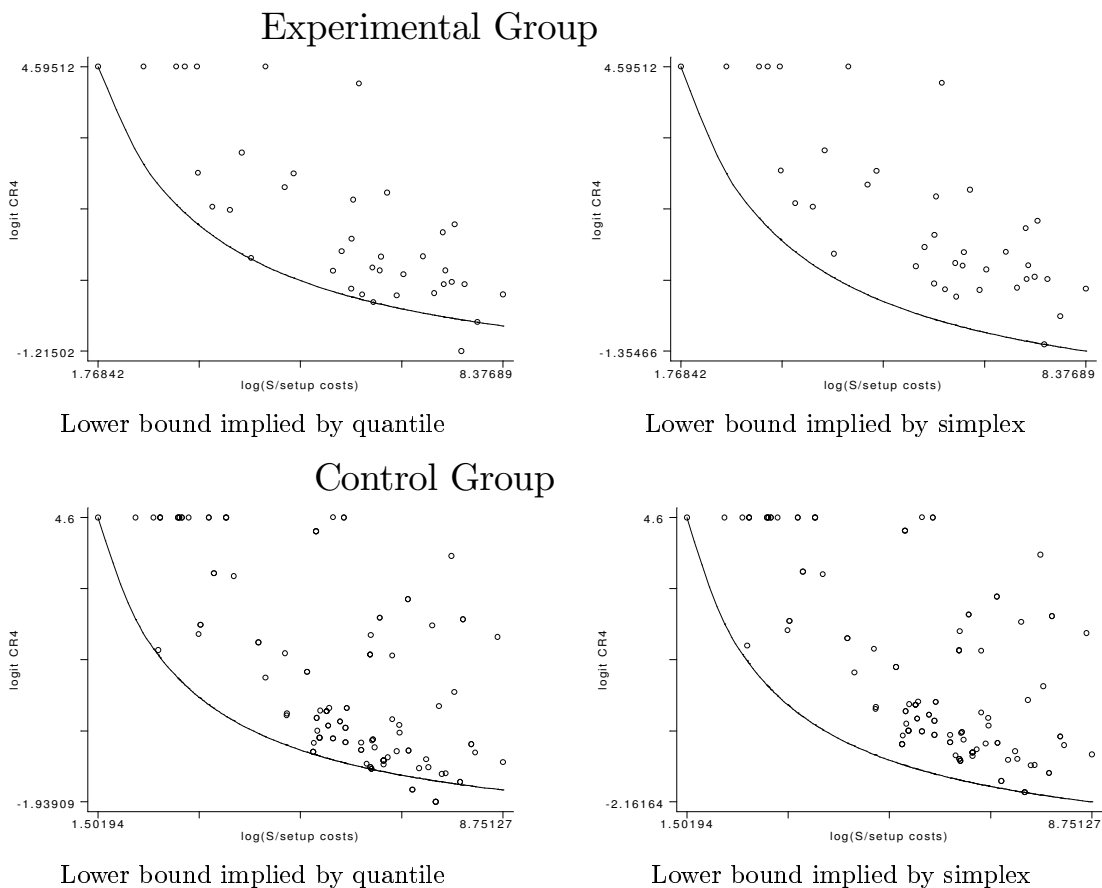 Experimental Group
4.59512
logit CR4
-1.21502
1.76842
8.37689
log(S/setup costs)
Lower bound implied by quantile
4.59512
logit CR4
-1.35466
1.76842
8.37689
log(S/setup costs)
Lower bound implied by simplex
Control Group
4.6
logit CR4
-1.93909
1.50194
8.75127
log(S/setup costs)
Lower bound implied by quantile
4.6
logit CR4
-2.16164
1.50194
8.75127
log(S/setup costs)
Lower bound implied by simplex